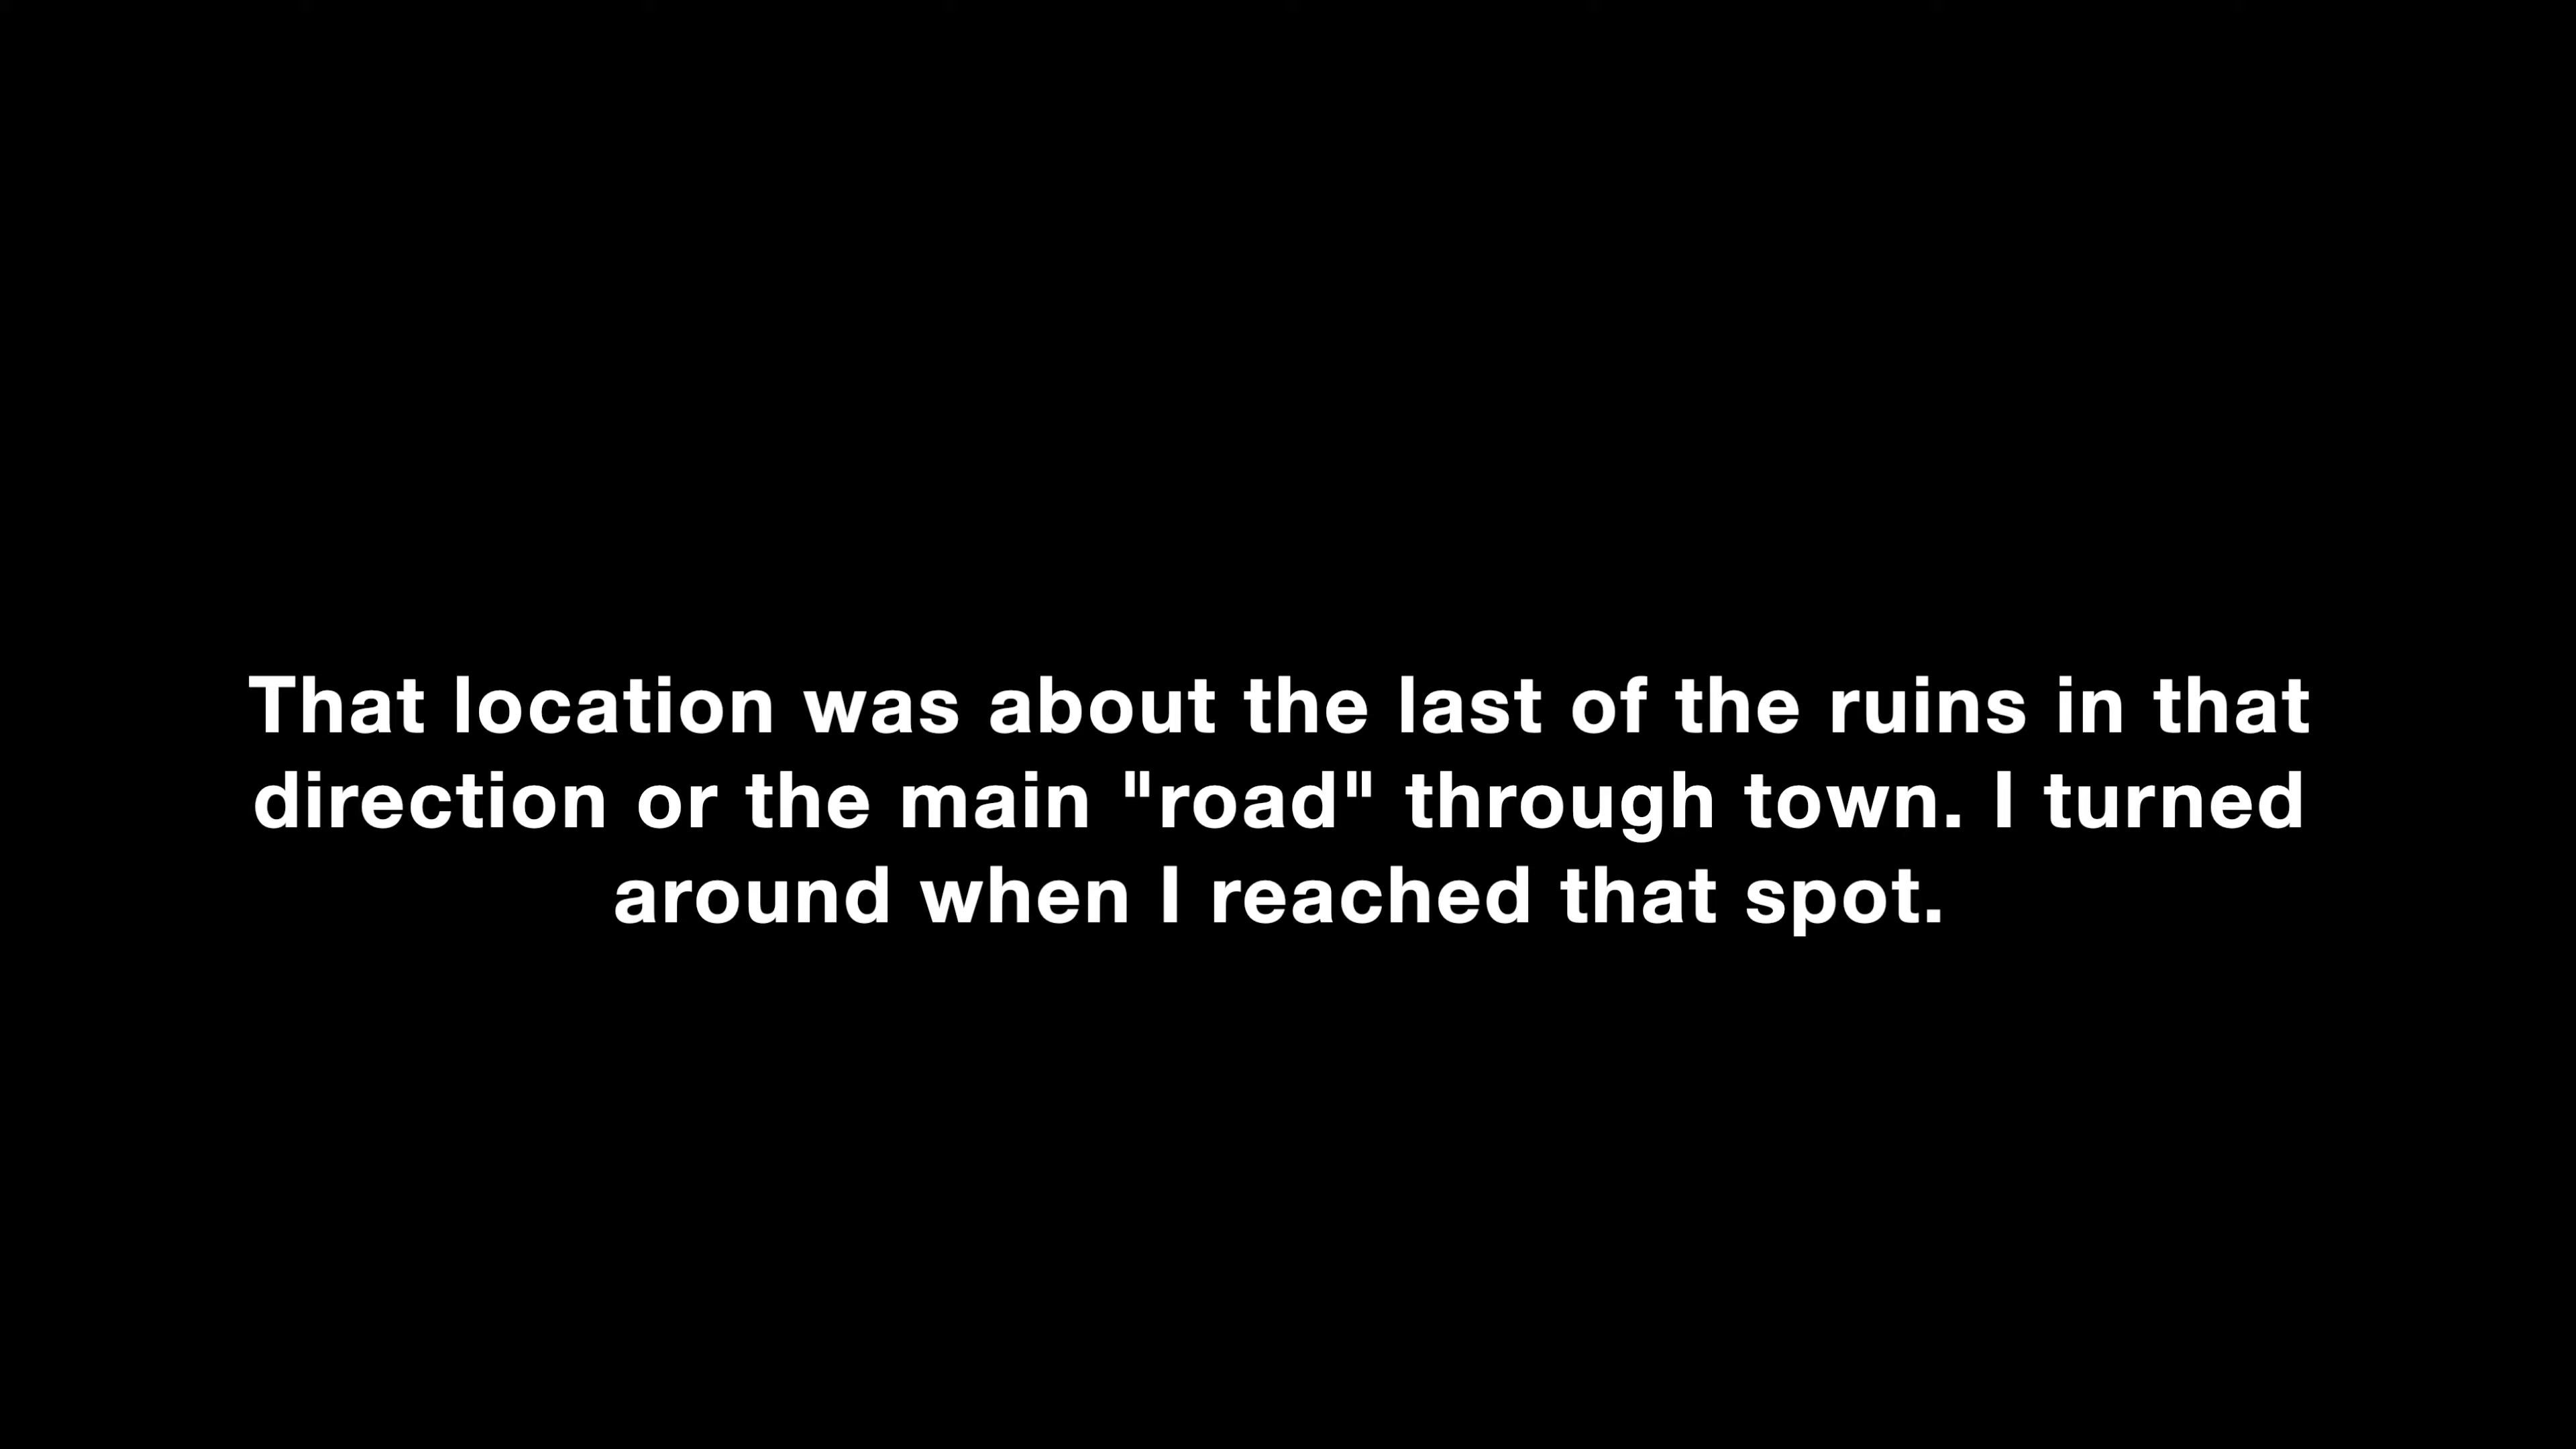 That location was about the last of the ruins in that
direction or the main "road" through town. I turned
around when I reached that spot.